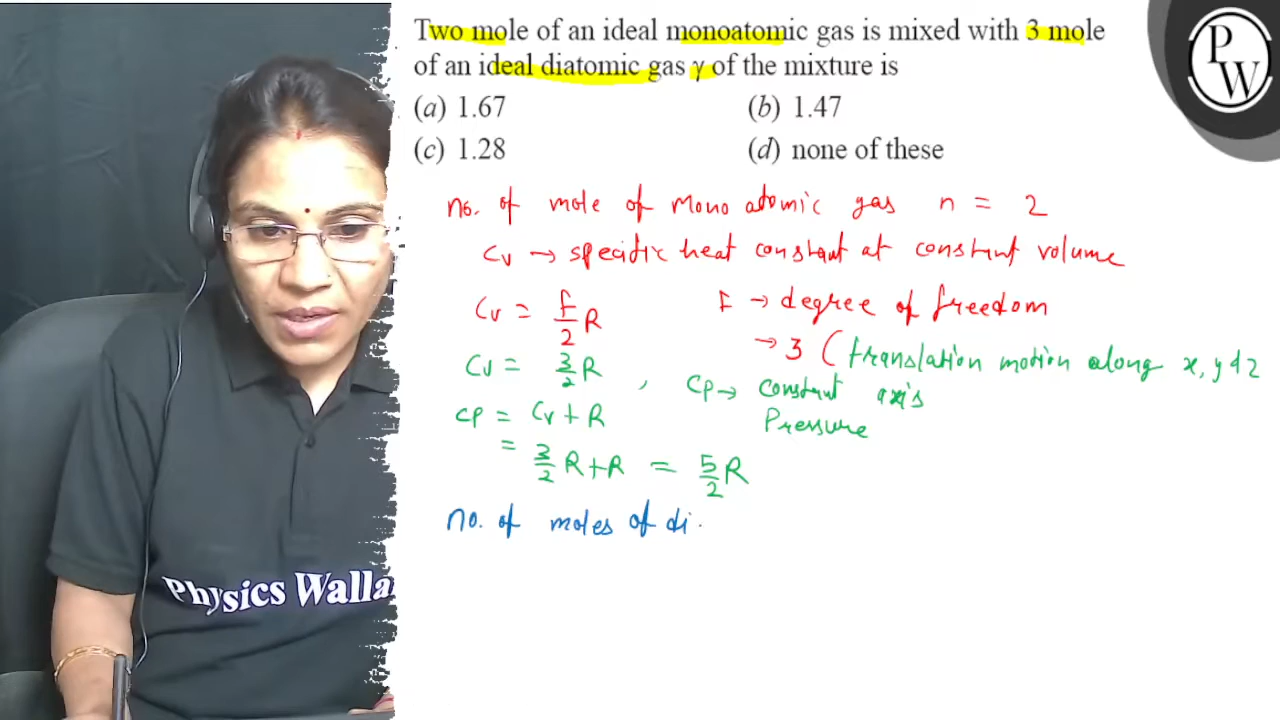 Two mole of an ideal monoatomic gas is mixed with 3 mole
of an ideal diatomic gas γ of the mixture is
(a) 1.67 (b) 1.47
(c) 1.28 (d) none of these
PW
no. of mole of Mono atomic gas n = 2
Cv → specific heat constant at constant volume
Cv = f/2 R F → degree of freedom
→ 3 (translation motion along x, y & z
axis
Cv = 3/2 R , Cp → constant
Pressure
Cp = Cv + R
= 3/2 R + R = 5/2 R
no. of moles of di.
Physics Walla